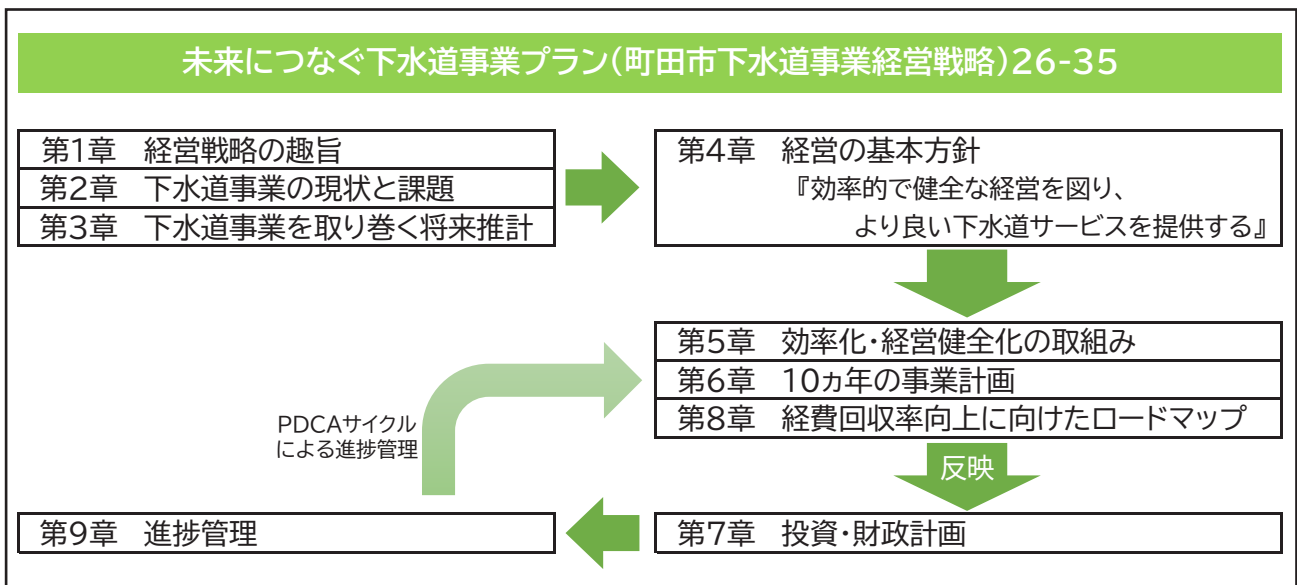 未来につなぐ下水道事業プラン(町田市下水道事業経営戦略)26-35
第1章 経営戦略の趣旨
第2章 下水道事業の現状と課題
第3章 下水道事業を取り巻く将来推計
第4章 経営の基本方針
『効率的で健全な経営を図り、
より良い下水道サービスを提供する』
第5章 効率化・経営健全化の取組み
第6章 10ヵ年の事業計画
第8章 経費回収率向上に向けたロードマップ
反映
第7章 投資・財政計画
第9章 進捗管理
PDCAサイクル
による進捗管理